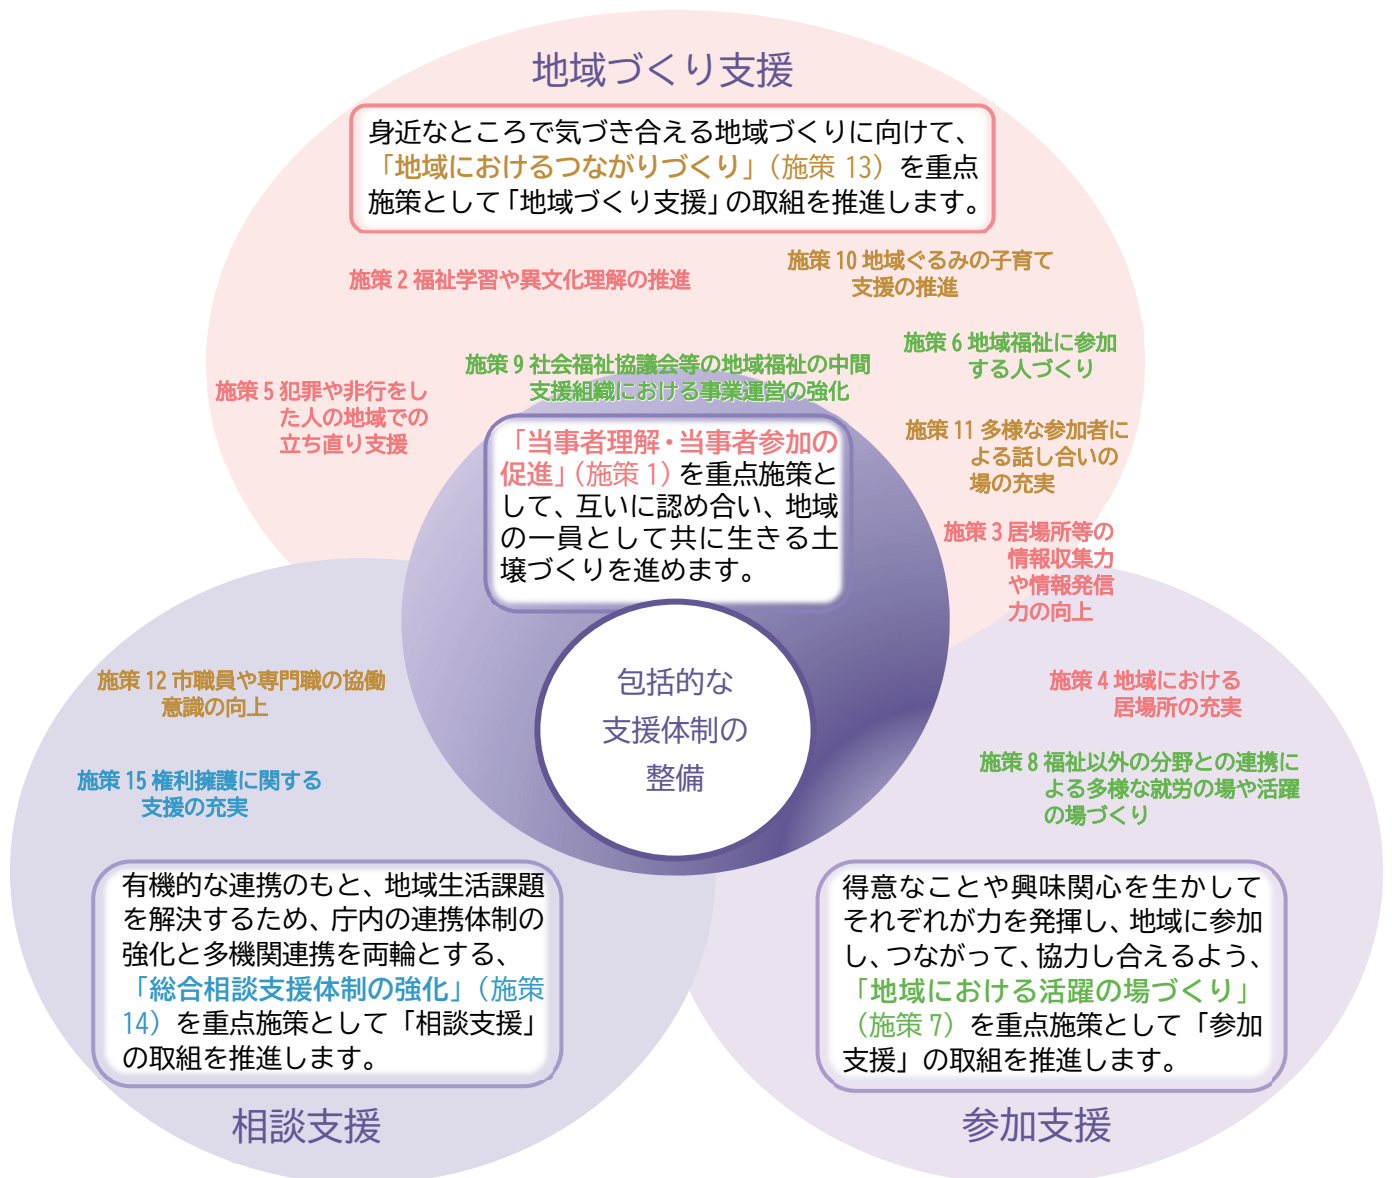 地域づくり支援
身近なところで気づき合える地域づくりに向けて、
「地域におけるつながりづくり」（施策 13）を重点
施策として「地域づくり支援」の取組を推進します。
施策 2 福祉学習や異文化理解の推進
施策 10 地域ぐるみの子育て
支援の推進
施策 6 地域福祉に参加
する人づくり
施策 9 社会福祉協議会等の地域福祉の中間
支援組織における事業運営の強化
施策 5 犯罪や非行をし
た人の地域での
立ち直り支援
施策 11 多様な参加者に
よる話し合いの
場の充実
「当事者理解・当事者参加の
促進」（施策 1）を重点施策と
して、互いに認め合い、地域
の一員として共に生きる土
壌づくりを進めます。
施策 3 居場所等の
情報収集力
や情報発信
力の向上
包括的な
支援体制の
整備
施策 12 市職員や専門職の協働
意識の向上
施策 15 権利擁護に関する
支援の充実
施策 4 地域における
居場所の充実
施策 8 福祉以外の分野との連携に
よる多様な就労の場や活躍
の場づくり
有機的な連携のもと、地域生活課題
を解決するため、庁内の連携体制の
強化と多機関連携を両輪とする、
「総合相談支援体制の強化」（施策
14）を重点施策として「相談支援」
の取組を推進します。
相談支援
得意なことや興味関心を生かして
それぞれが力を発揮し、地域に参加
し、つながって、協力し合えるよう、
「地域における活躍の場づくり」
（施策 7）を重点施策として「参加
支援」の取組を推進します。
参加支援